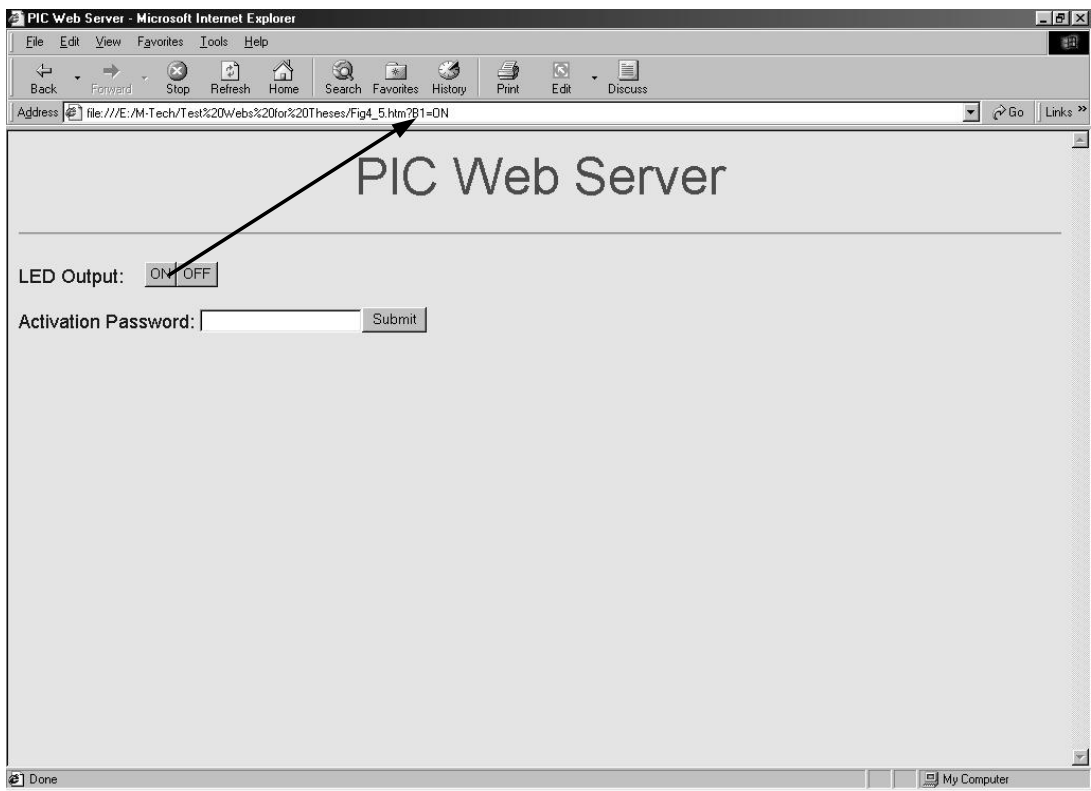 PIC Web Server - Microsoft Internet Explorer
File Edit View Favorites Tools Help
Back Forward Stop Refresh Home Search Favorites History Print Edit Discuss
Address file:///E:/M-Tech/Test%20Webs%20for%20Theses/Fig4_5.htm?B1=ON Go Links »
PIC Web Server
LED Output: ON OFF
Activation Password: Submit
Done My Computer